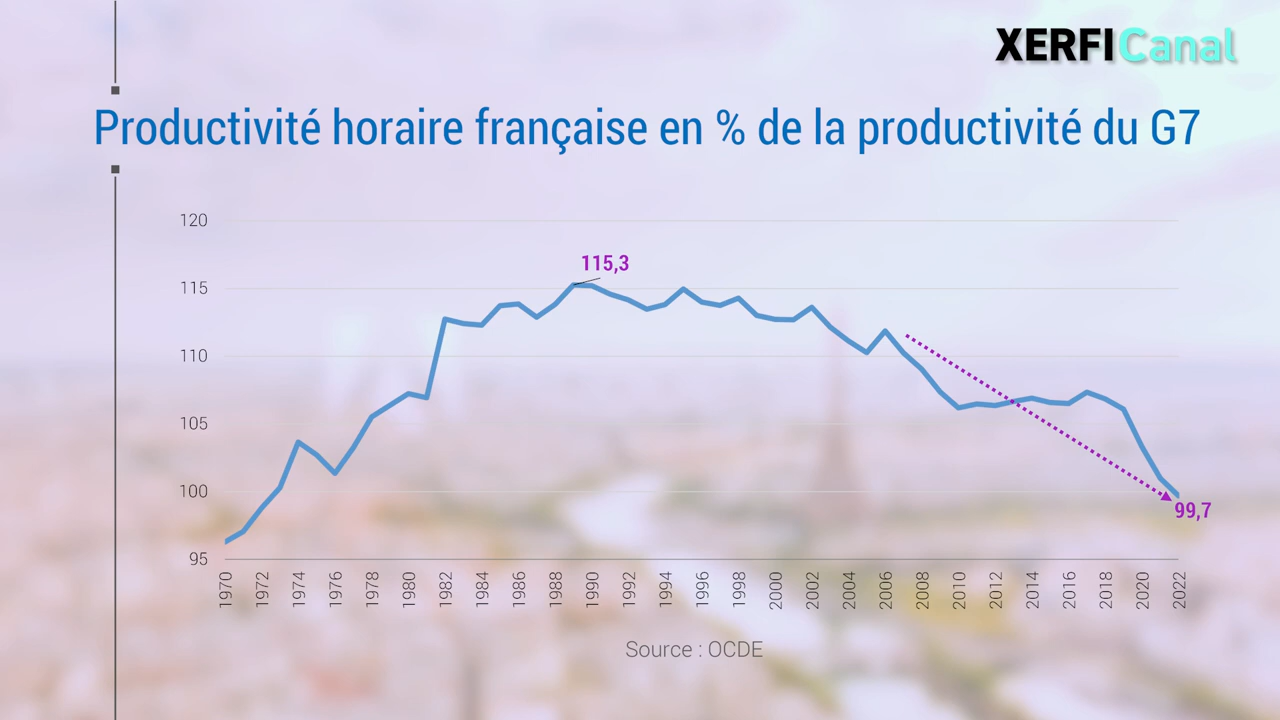 XERFI Canal
Productivité horaire française en % de la productivité du G7
120
115,3
115
110
105
100
99,7
95
1970 1972 1974 1976 1978 1980 1982 1984 1986 1988 1990 1992 1994 1996 1998 2000 2002 2004 2006 2008 2010 2012 2014 2016 2018 2020 2022
Source : OCDE